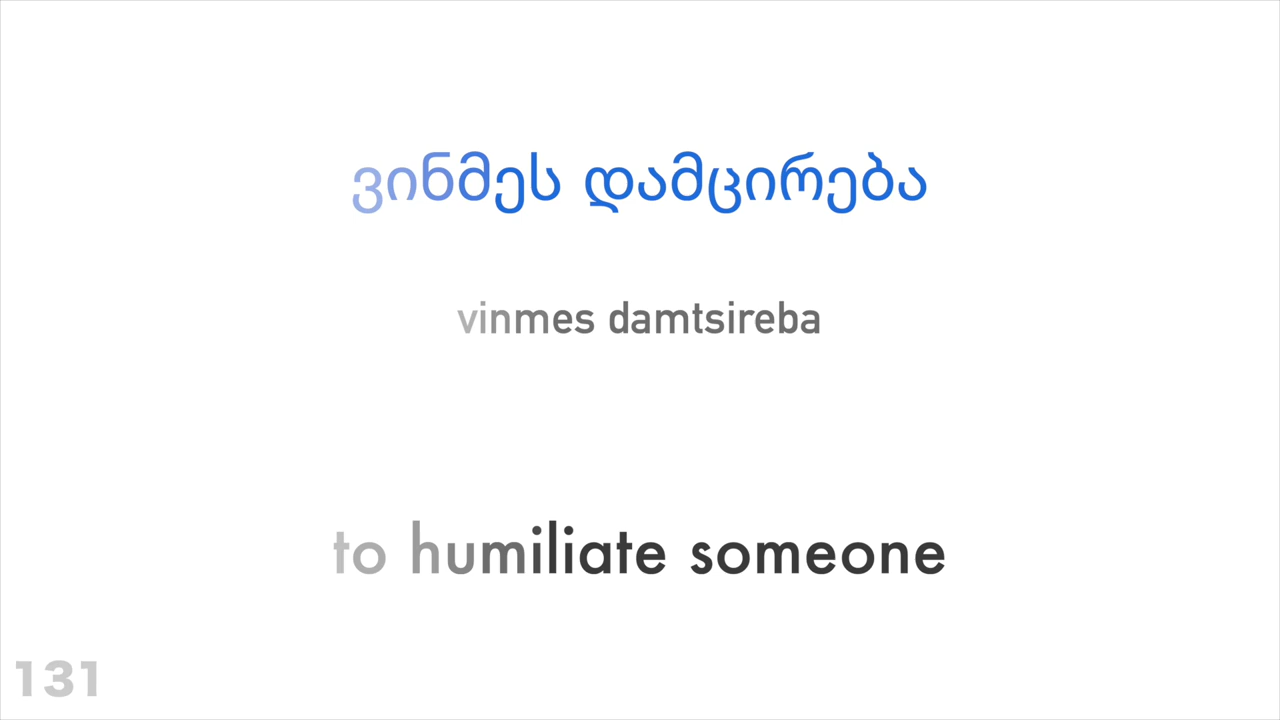 ვინმეს დამცირება
vinmes damtsireba
to humiliate someone
131